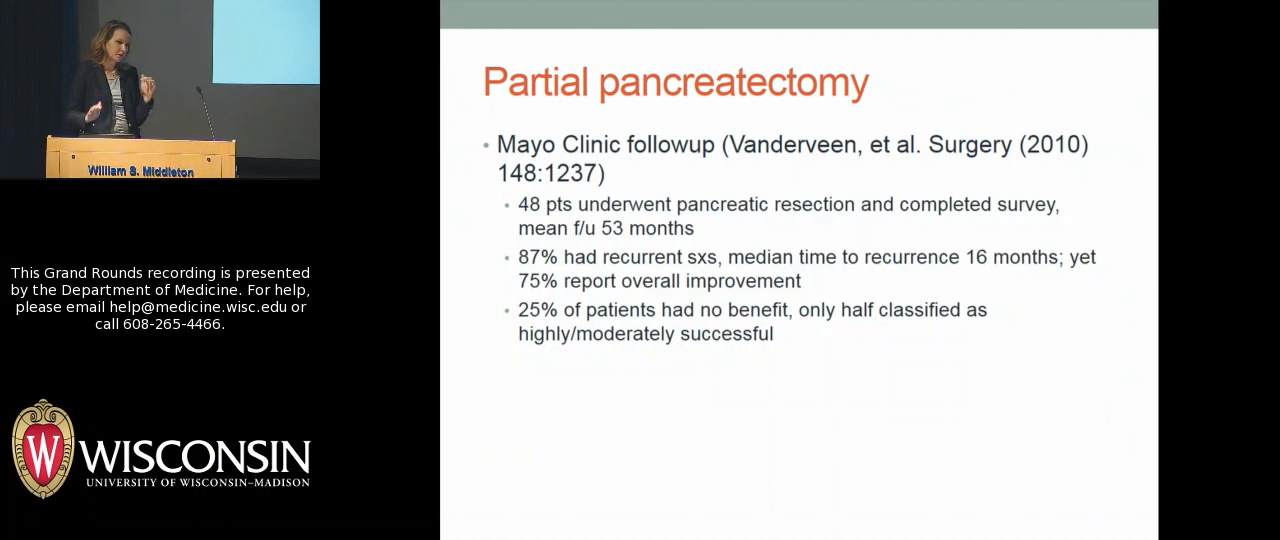 Partial pancreatectomy
• Mayo Clinic followup (Vanderveen, et al. Surgery (2010)
148:1237)
• 48 pts underwent pancreatic resection and completed survey,
mean f/u 53 months
• 87% had recurrent sxs, median time to recurrence 16 months; yet
75% report overall improvement
• 25% of patients had no benefit, only half classified as
highly/moderately successful
William S. Middleton
This Grand Rounds recording is presented
by the Department of Medicine. For help,
please email help@medicine.wisc.edu or
call 608-265-4466.
W
WISCONSIN
UNIVERSITY OF WISCONSIN–MADISON